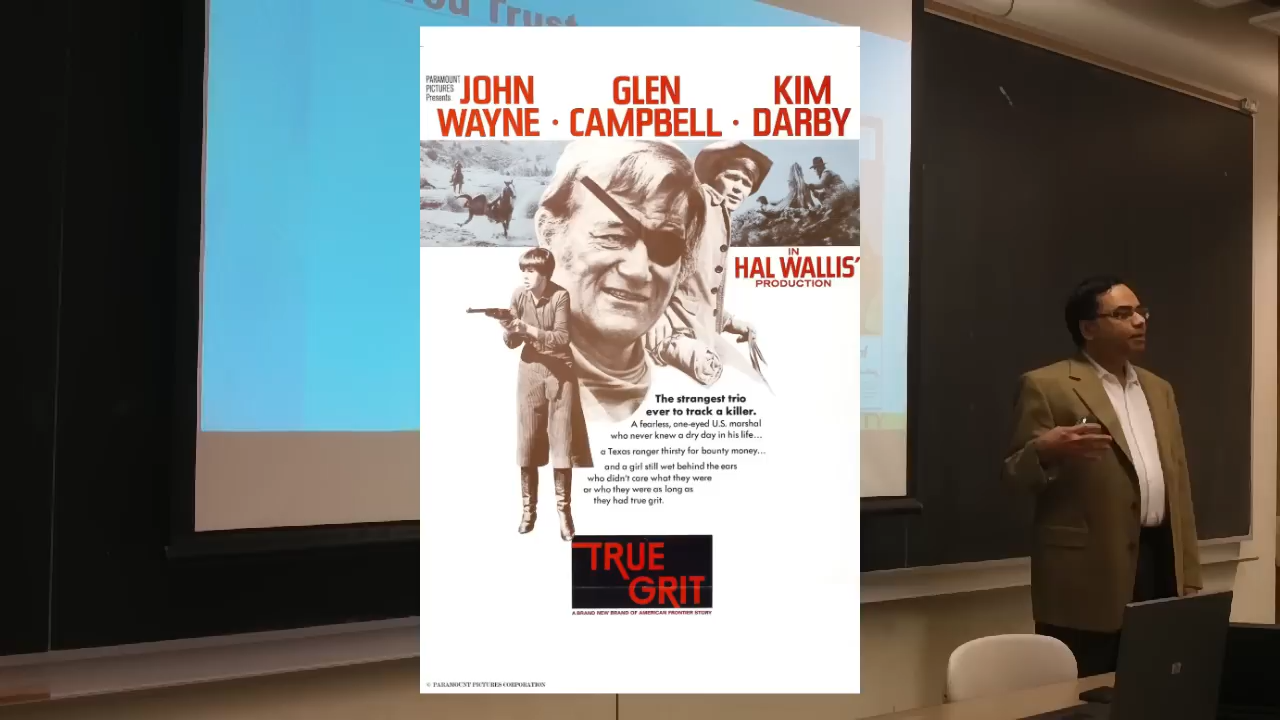 You Trust
PARAMOUNT
PICTURES
Presents
JOHN GLEN KIM
WAYNE · CAMPBELL · DARBY
IN
HAL WALLIS'
PRODUCTION
The strangest trio
ever to track a killer.
A fearless, one-eyed U.S. marshal
who never knew a dry day in his life...
a Texas ranger thirsty for bounty money...
and a girl still wet behind the ears
who didn't care what they were
or who they were as long as
they had true grit.
TRUE
GRIT
A BRAND NEW BRAND OF AMERICAN FRONTIER STORY
© PARAMOUNT PICTURES CORPORATION
hp